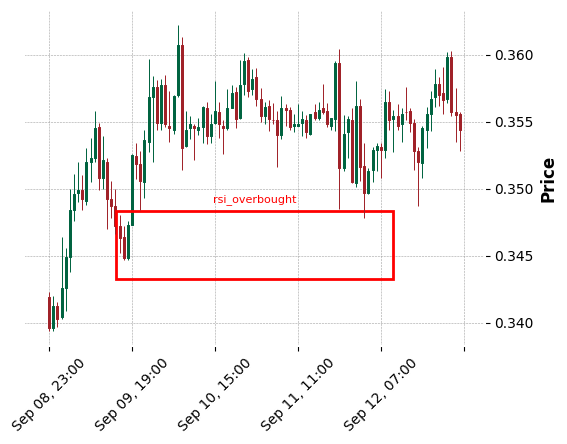 0.360
0.355
rsi_overbought
0.350
0.345
0.340
Price
Sep 08, 23:00
Sep 09, 19:00
Sep 10, 15:00
Sep 11, 11:00
Sep 12, 07:00